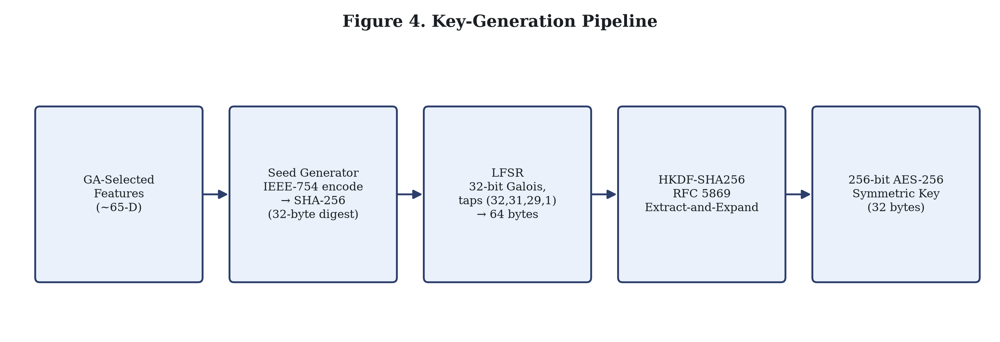 Figure 4. Key-Generation Pipeline
GA-Selected
Features
(~65-D)
Seed Generator
IEEE-754 encode
→ SHA-256
(32-byte digest)
LFSR
32-bit Galois,
taps (32,31,29,1)
→ 64 bytes
HKDF-SHA256
RFC 5869
Extract-and-Expand
256-bit AES-256
Symmetric Key
(32 bytes)